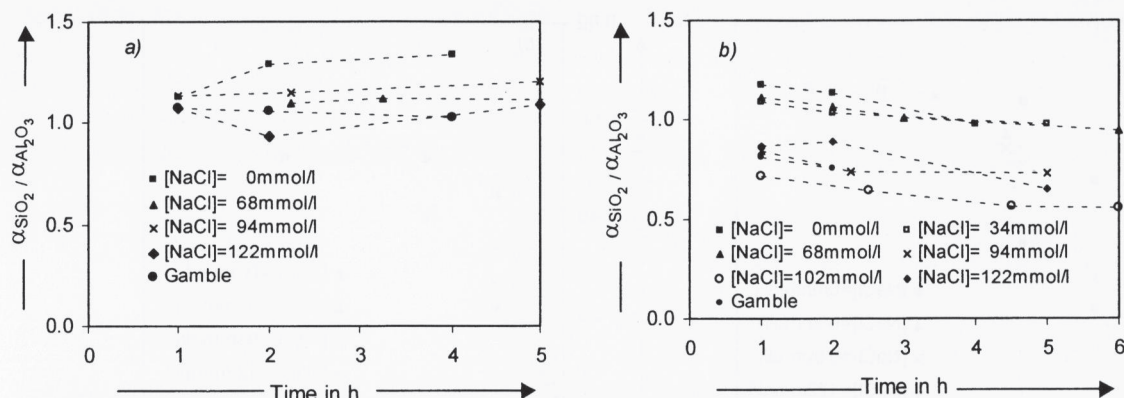 a)
1.5
1.0
0.5
0.0
αSiO₂ / αAl₂O₃
[NaCl]= 0mmol/l
[NaCl]= 68mmol/l
[NaCl]= 94mmol/l
[NaCl]=122mmol/l
Gamble
0 1 2 3 4 5
Time in h
b)
1.5
1.0
0.5
0.0
αSiO₂ / αAl₂O₃
[NaCl]= 0mmol/l [NaCl]= 34mmol/l
[NaCl]= 68mmol/l [NaCl]= 94mmol/l
[NaCl]=102mmol/l [NaCl]=122mmol/l
Gamble
0 1 2 3 4 5 6
Time in h